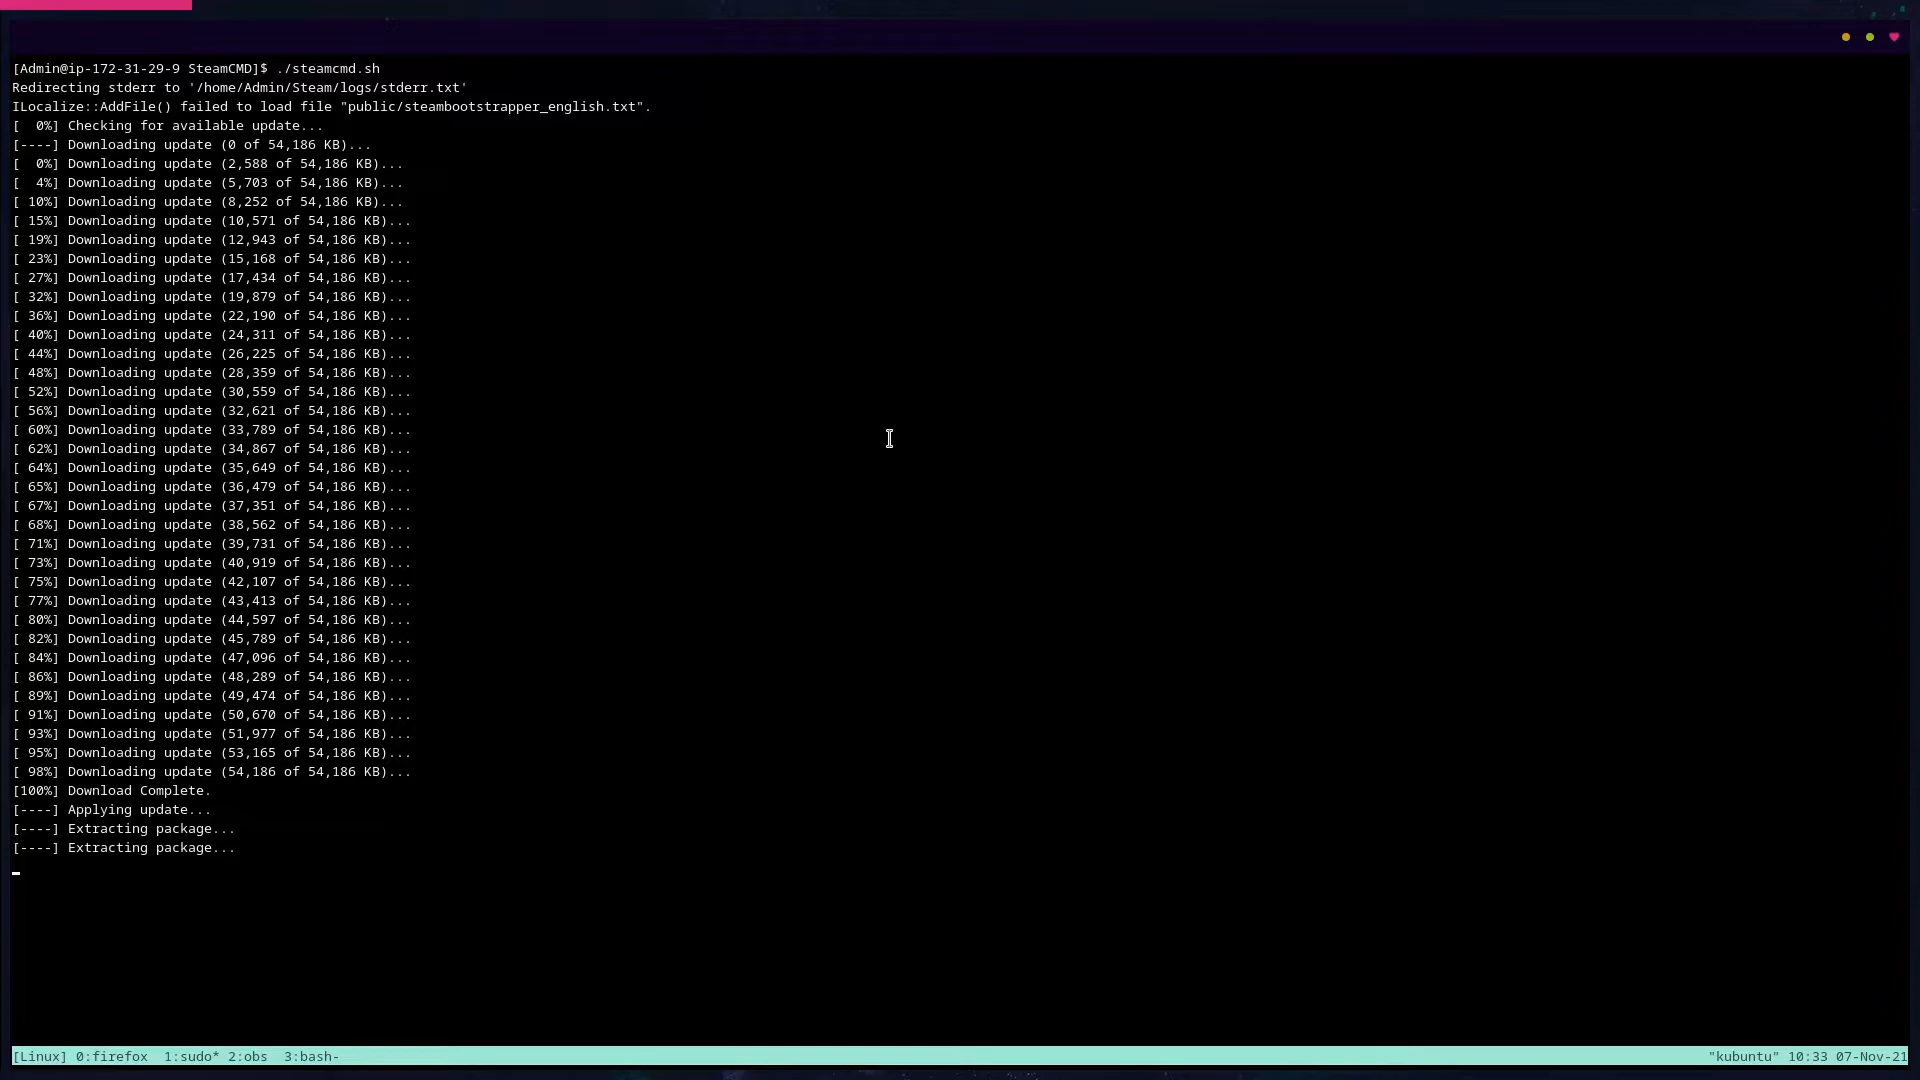 [Admin@ip-172-31-29-9 SteamCMD]$ ./steamcmd.sh
Redirecting stderr to '/home/Admin/Steam/logs/stderr.txt'
ILocalize::AddFile() failed to load file "public/steambootstrapper_english.txt".
[  0%] Checking for available update...
[----] Downloading update (0 of 54,186 KB)...
[  0%] Downloading update (2,588 of 54,186 KB)...
[  4%] Downloading update (5,703 of 54,186 KB)...
[ 10%] Downloading update (8,252 of 54,186 KB)...
[ 15%] Downloading update (10,571 of 54,186 KB)...
[ 19%] Downloading update (12,943 of 54,186 KB)...
[ 23%] Downloading update (15,168 of 54,186 KB)...
[ 27%] Downloading update (17,434 of 54,186 KB)...
[ 32%] Downloading update (19,879 of 54,186 KB)...
[ 36%] Downloading update (22,190 of 54,186 KB)...
[ 40%] Downloading update (24,311 of 54,186 KB)...
[ 44%] Downloading update (26,225 of 54,186 KB)...
[ 48%] Downloading update (28,359 of 54,186 KB)...
[ 52%] Downloading update (30,559 of 54,186 KB)...
[ 56%] Downloading update (32,621 of 54,186 KB)...
[ 60%] Downloading update (33,789 of 54,186 KB)...
[ 62%] Downloading update (34,867 of 54,186 KB)...
[ 64%] Downloading update (35,649 of 54,186 KB)...
[ 65%] Downloading update (36,479 of 54,186 KB)...
[ 67%] Downloading update (37,351 of 54,186 KB)...
[ 68%] Downloading update (38,562 of 54,186 KB)...
[ 71%] Downloading update (39,731 of 54,186 KB)...
[ 73%] Downloading update (40,919 of 54,186 KB)...
[ 75%] Downloading update (42,107 of 54,186 KB)...
[ 77%] Downloading update (43,413 of 54,186 KB)...
[ 80%] Downloading update (44,597 of 54,186 KB)...
[ 82%] Downloading update (45,789 of 54,186 KB)...
[ 84%] Downloading update (47,096 of 54,186 KB)...
[ 86%] Downloading update (48,289 of 54,186 KB)...
[ 89%] Downloading update (49,474 of 54,186 KB)...
[ 91%] Downloading update (50,670 of 54,186 KB)...
[ 93%] Downloading update (51,977 of 54,186 KB)...
[ 95%] Downloading update (53,165 of 54,186 KB)...
[ 98%] Downloading update (54,186 of 54,186 KB)...
[100%] Download Complete.
[----] Applying update...
[----] Extracting package...
[----] Extracting package...
[Linux] 0:firefox  1:sudo* 2:obs  3:bash-  "kubuntu" 10:33 07-Nov-21